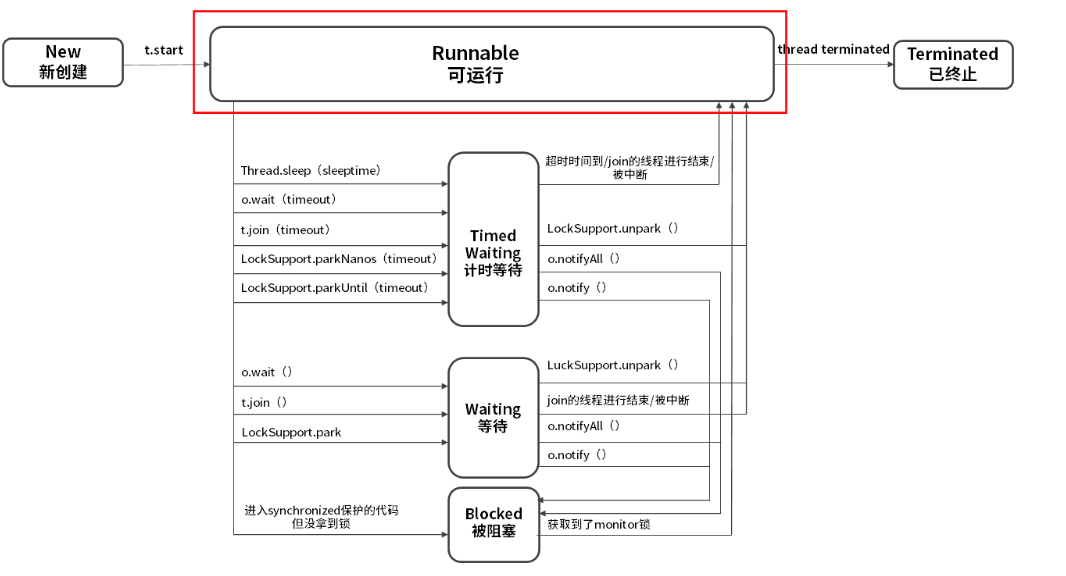 New
新创建
t.start
Runnable
可运行
thread terminated
Terminated
已终止
Thread.sleep（sleeptime）
o.wait（timeout）
t.join（timeout）
LockSupport.parkNanos（timeout）
LockSupport.parkUntil（timeout）
Timed
Waiting
计时等待
超时时间到/join的线程进行结束/
被中断
LockSupport.unpark（）
o.notifyAll（）
o.notify（）
o.wait（）
t.join（）
LockSupport.park
Waiting
等待
LuckSupport.unpark（）
join的线程进行结束/被中断
o.notifyAll（）
o.notify（）
进入synchronized保护的代码
但没拿到锁
Blocked
被阻塞
获取到了monitor锁